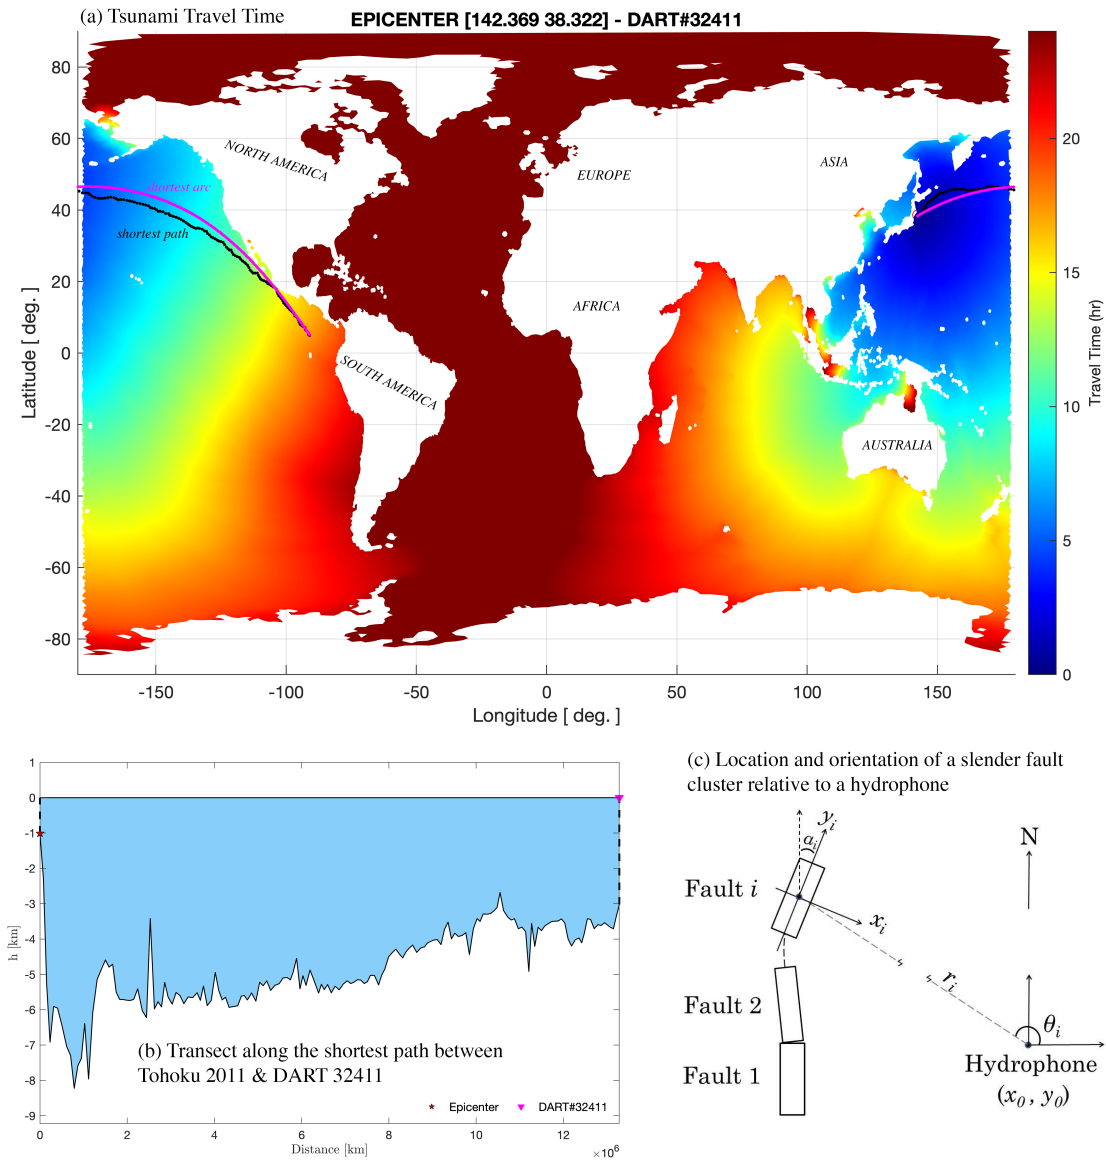 (a) Tsunami Travel Time
EPICENTER [142.369 38.322] - DART#32411
80
60
40
20
0
-20
-40
-60
-80
Latitude [ deg. ]
-150
-100
-50
0
50
100
150
Longitude [ deg. ]
NORTH AMERICA
EUROPE
ASIA
shortest arc
shortest path
AFRICA
SOUTH AMERICA
AUSTRALIA
20
15
10
5
0
Travel Time (hr)
1
0
-1
-2
-3
-4
-5
-6
-7
-8
-9
h [km]
(b) Transect along the shortest path between
Tohoku 2011 & DART 32411
Epicenter
DART#32411
0
2
4
6
8
10
12
×10⁶
Distance [km]
(c) Location and orientation of a slender fault
cluster relative to a hydrophone
yᵢ
αᵢ
N
Fault i
xᵢ
rᵢ
Fault 2
θᵢ
Hydrophone
Fault 1
(x₀ , y₀)